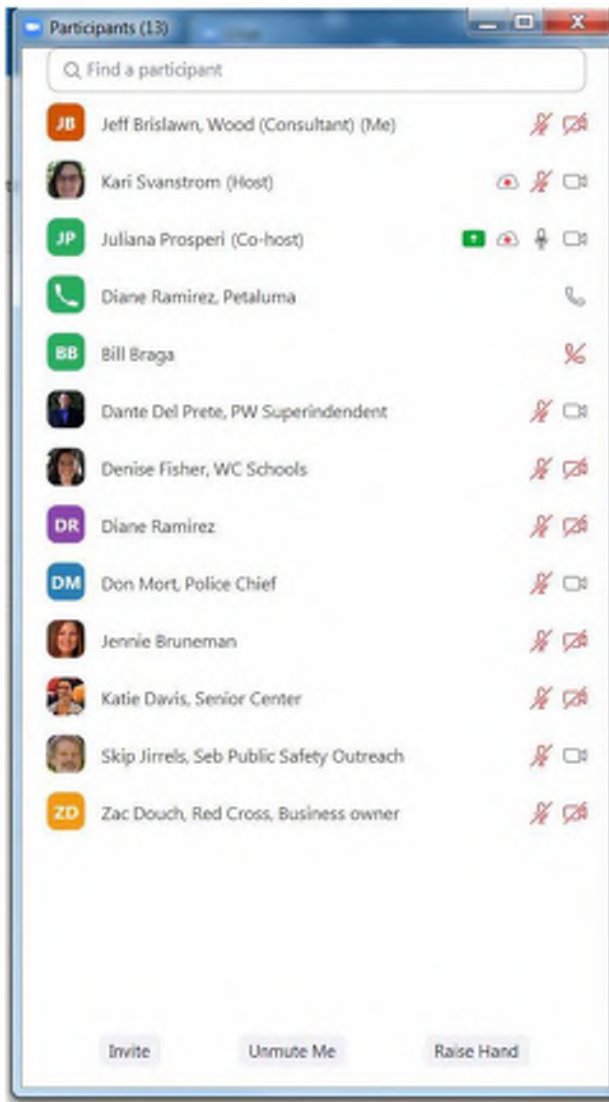 Participants (13)
Find a participant
JB Jeff Brislawn, Wood (Consultant) (Me)
Kari Svanstrom (Host)
JP Juliana Prosperi (Co-host)
Diane Ramirez, Petaluma
BB Bill Braga
Dante Del Prete, PW Superindendent
Denise Fisher, WC Schools
DR Diane Ramirez
DM Don Mort, Police Chief
Jennie Bruneman
Katie Davis, Senior Center
Skip Jirrels, Seb Public Safety Outreach
ZD Zac Douch, Red Cross, Business owner
Invite Unmute Me Raise Hand